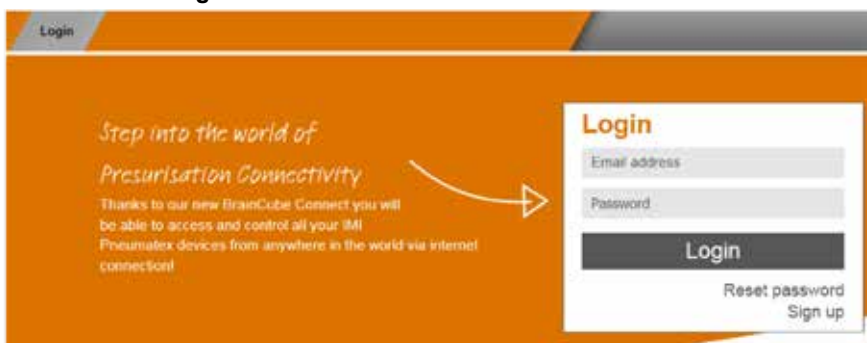 Login
Step into the world of
Presurisation Connectivity
Thanks to our new BrainCube Connect you will
be able to access and control all your IMI
Pneumatex devices from anywhere in the world via internet
connection!
Login
Email address
Password
Login
Reset password
Sign up